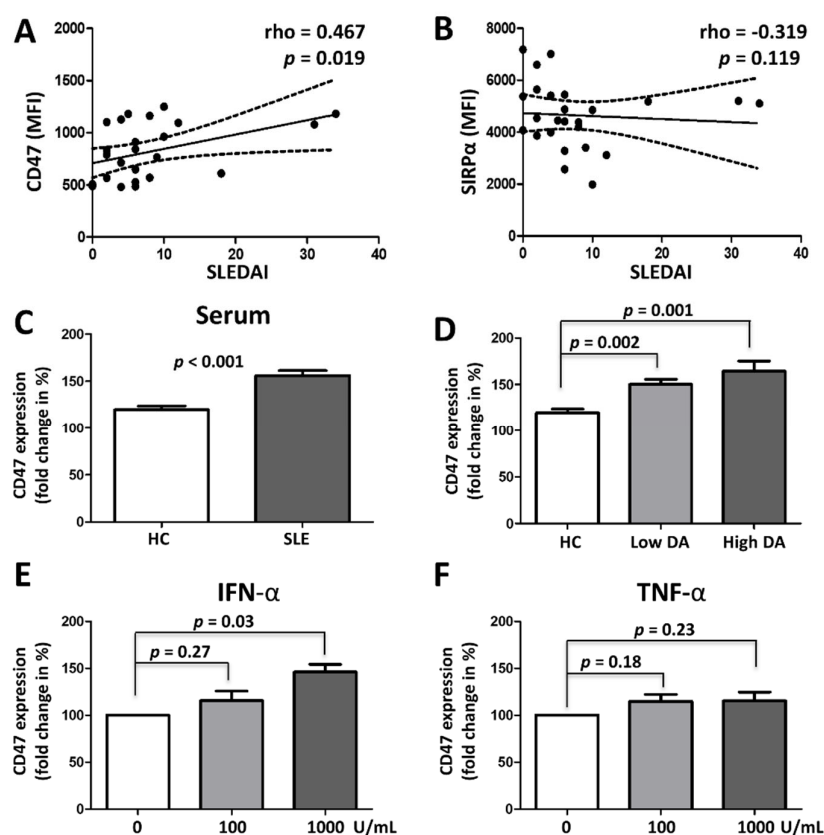 A
rho = 0.467
p = 0.019
2000
1500
1000
500
0
CD47 (MFI)
0 10 20 30 40
SLEDAI
B
rho = -0.319
p = 0.119
8000
6000
4000
2000
0
SIRPα (MFI)
0 10 20 30 40
SLEDAI
C
Serum
p < 0.001
200
150
100
50
0
CD47 expression
(fold change in %)
HC SLE
D
p = 0.001
p = 0.002
200
150
100
50
0
CD47 expression
(fold change in %)
HC Low DA High DA
E
IFN-α
p = 0.03
p = 0.27
200
150
100
50
0
CD47 expression
(fold change in %)
0 100 1000 U/mL
F
TNF-α
p = 0.23
p = 0.18
200
150
100
50
0
CD47 expression
(fold change in %)
0 100 1000 U/mL